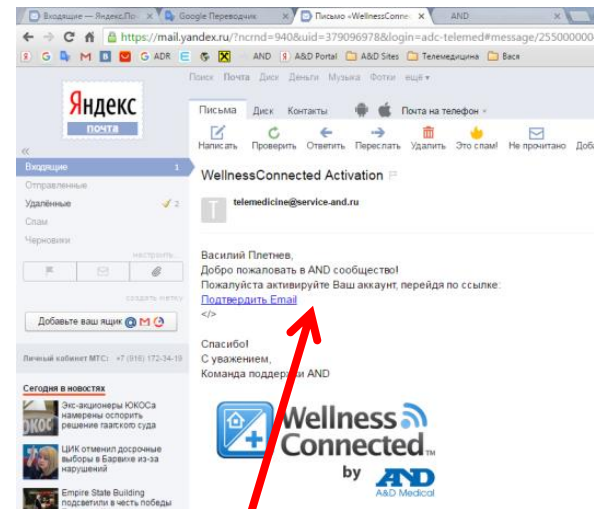 Входящие — Яндекс.По
Google Переводчик
Письмо «WellnessConne
AND
https://mail.yandex.ru/?ncrnd=940&uid=379096978&login=adc-telemed#message/255000000
G ADR
AND
A&D Portal
A&D Sites
Телемедицина
Вася
Поиск Почта Диск Деньги Музыка Фотки ещё
Яндекс
почта
Письма Диск Контакты Почта на телефон
Написать Проверить Ответить Переслать Удалить Это спам! Не прочитано Доба
Входящие 1
Отправленные
Удалённые 2
Спам
Черновики
настроить...
создать метку
Добавьте ваш ящик
Личный кабинет МТС: +7 (916) 172-34-19
Сегодня в новостях
Экс-акционеры ЮКОСа
намерены оспорить
решение гаагского суда
ЦИК отменил досрочные
выборы в Барвихе из-за
нарушений
Empire State Building
подсветили в честь победы
WellnessConnected Activation
T
telemedicine@service-and.ru
Василий Плетнев,
Добро пожаловать в AND сообщество!
Пожалуйста активируйте Ваш аккаунт, перейдя по ссылке:
Подтвердить Email
</>
Спасибо!
С уважением,
Команда поддержки AND
Wellness
Connected™
by AND
A&D Medical